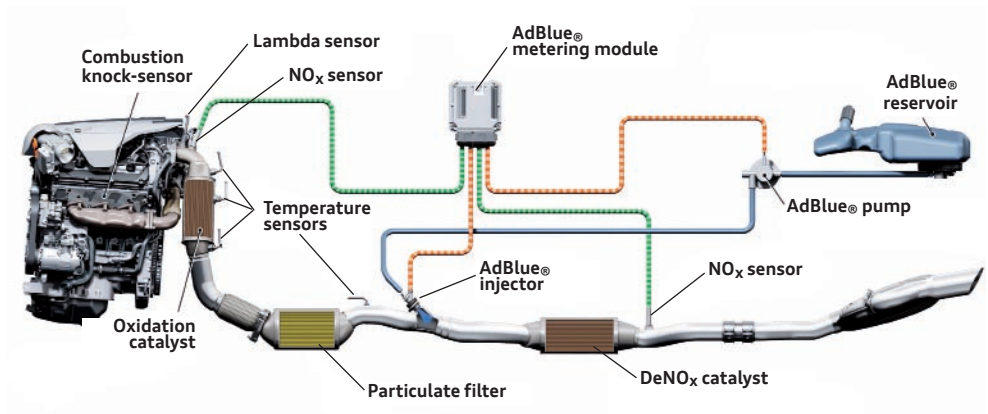 Lambda sensor
Combustion
knock-sensor
NOx sensor
AdBlue®
metering module
AdBlue®
reservoir
Temperature
sensors
AdBlue® pump
AdBlue®
injector
NOx sensor
Oxidation
catalyst
Particulate filter
DeNOx catalyst